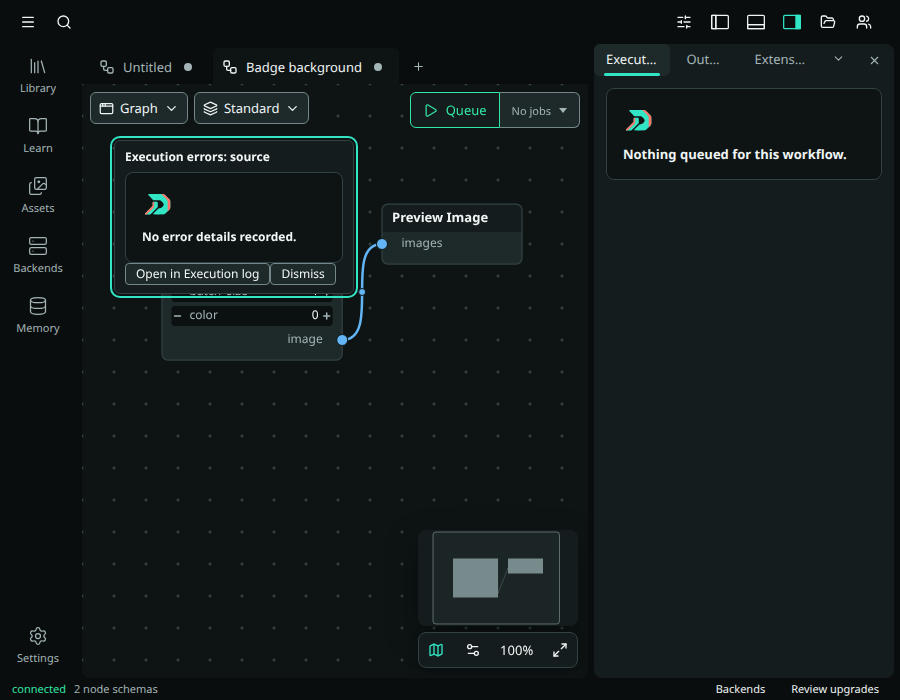 Untitled
Badge background
Execut...
Out...
Extens...
Library
Learn
Assets
Backends
Memory
Settings
Graph
Standard
Queue
No jobs
Nothing queued for this workflow.
Execution errors: source
No error details recorded.
Open in Execution log
Dismiss
color
0
image
Preview Image
images
100%
connected
2 node schemas
Backends
Review upgrades